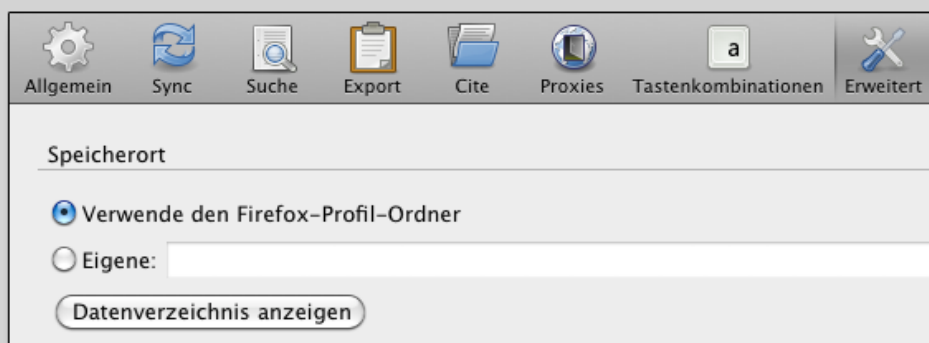 Allgemein Sync Suche Export Cite Proxies a Tastenkombinationen Erweitert
Speicherort
Verwende den Firefox-Profil-Ordner
Eigene:
Datenverzeichnis anzeigen